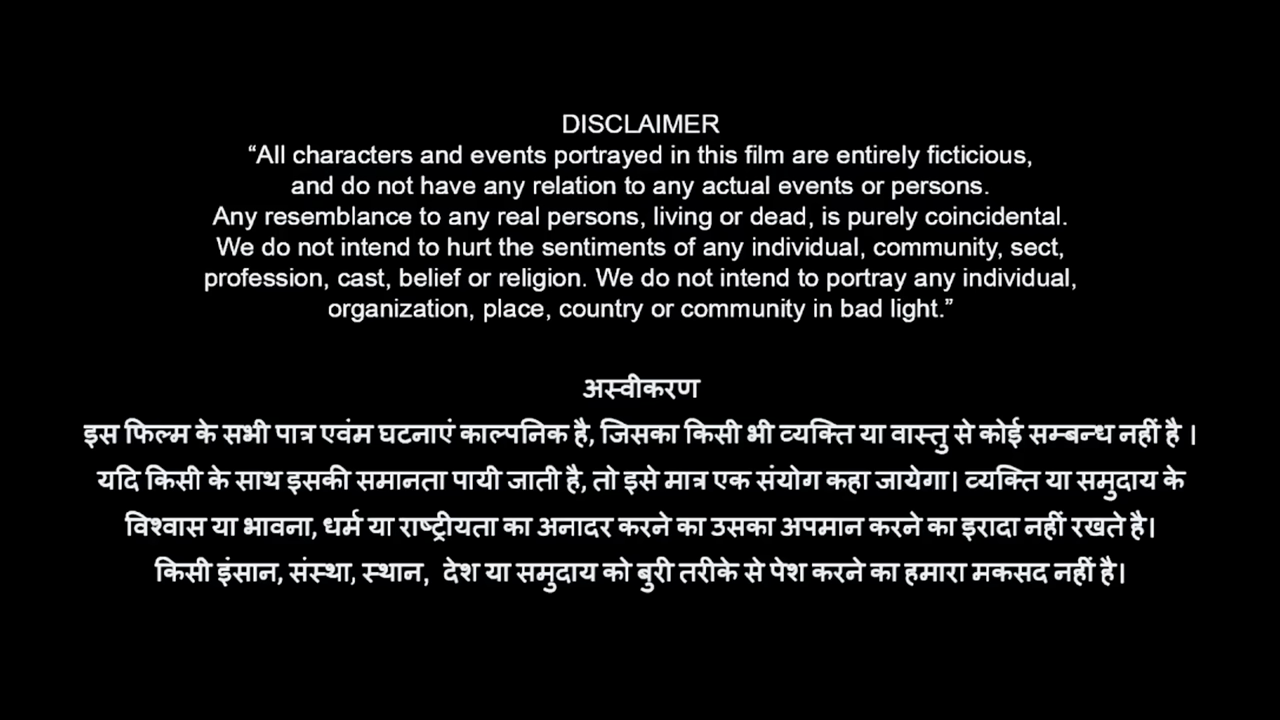 DISCLAIMER
“All characters and events portrayed in this film are entirely ficticious,
and do not have any relation to any actual events or persons.
Any resemblance to any real persons, living or dead, is purely coincidental.
We do not intend to hurt the sentiments of any individual, community, sect,
profession, cast, belief or religion. We do not intend to portray any individual,
organization, place, country or community in bad light.”
अस्वीकरण
इस फिल्म के सभी पात्र एवंम घटनाएं काल्पनिक है, जिसका किसी भी व्यक्ति या वास्तु से कोई सम्बन्ध नहीं है ।
यदि किसी के साथ इसकी समानता पायी जाती है, तो इसे मात्र एक संयोग कहा जायेगा। व्यक्ति या समुदाय के
विश्वास या भावना, धर्म या राष्ट्रीयता का अनादर करने का उसका अपमान करने का इरादा नहीं रखते है।
किसी इंसान, संस्था, स्थान,  देश या समुदाय को बुरी तरीके से पेश करने का हमारा मकसद नहीं है।